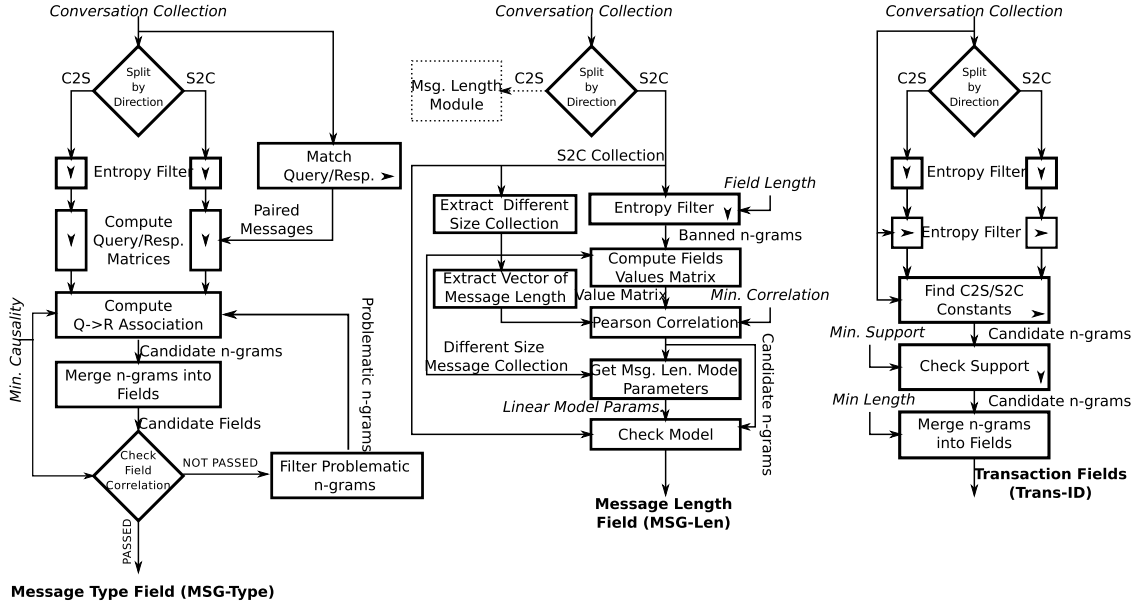 Conversation Collection
C2S
Split
by
Direction
S2C
Entropy Filter
Match
Query/Resp.
Compute
Query/Resp.
Matrices
Paired
Messages
Compute
Q->R Association
Min. Causality
Candidate n-grams
Merge n-grams into
Fields
Candidate Fields
Check
Field
Correlation
NOT PASSED
Filter Problematic
n-grams
Problematic n-grams
PASSED
Message Type Field (MSG-Type)
Conversation Collection
Msg. Length
Module
C2S
Split
by
Direction
S2C
S2C Collection
Extract Different
Size Collection
Field Length
Entropy Filter
Banned n-grams
Compute Fields
Values Matrix
Extract Vector of
Message Length
Value Matrix
Min. Correlation
Pearson Correlation
Different Size
Message Collection
Get Msg. Len. Model
Parameters
Candidate n-grams
Linear Model Params.
Check Model
Message Length
Field (MSG-Len)
Conversation Collection
C2S
Split
by
Direction
S2C
Entropy Filter
Entropy Filter
Find C2S/S2C
Constants
Min. Support
Candidate n-grams
Check Support
Min Length
Candidate n-grams
Merge n-grams
into Fields
Transaction Fields
(Trans-ID)